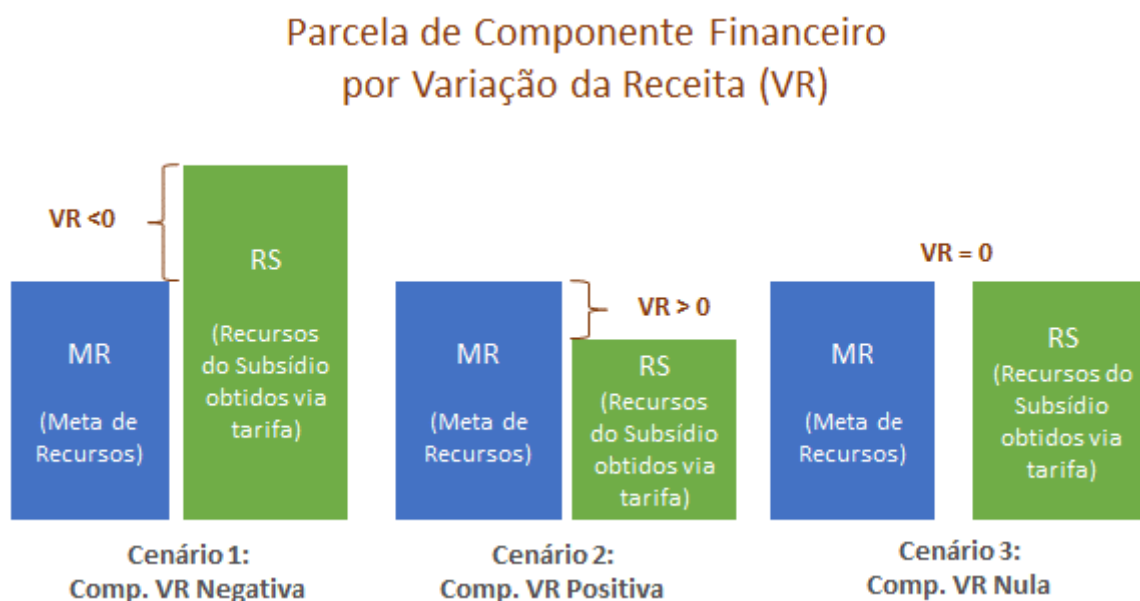 Parcela de Componente Financeiro
por Variação da Receita (VR)
VR <0
MR
(Meta de
Recursos)
RS
(Recursos
do Subsídio
obtidos via
tarifa)
Cenário 1:
Comp. VR Negativa
MR
(Meta de
Recursos)
VR > 0
RS
(Recursos
do Subsídio
obtidos via
tarifa)
Cenário 2:
Comp. VR Positiva
VR = 0
MR
(Meta de
Recursos)
RS
(Recursos do
Subsídio
obtidos via
tarifa)
Cenário 3:
Comp. VR Nula